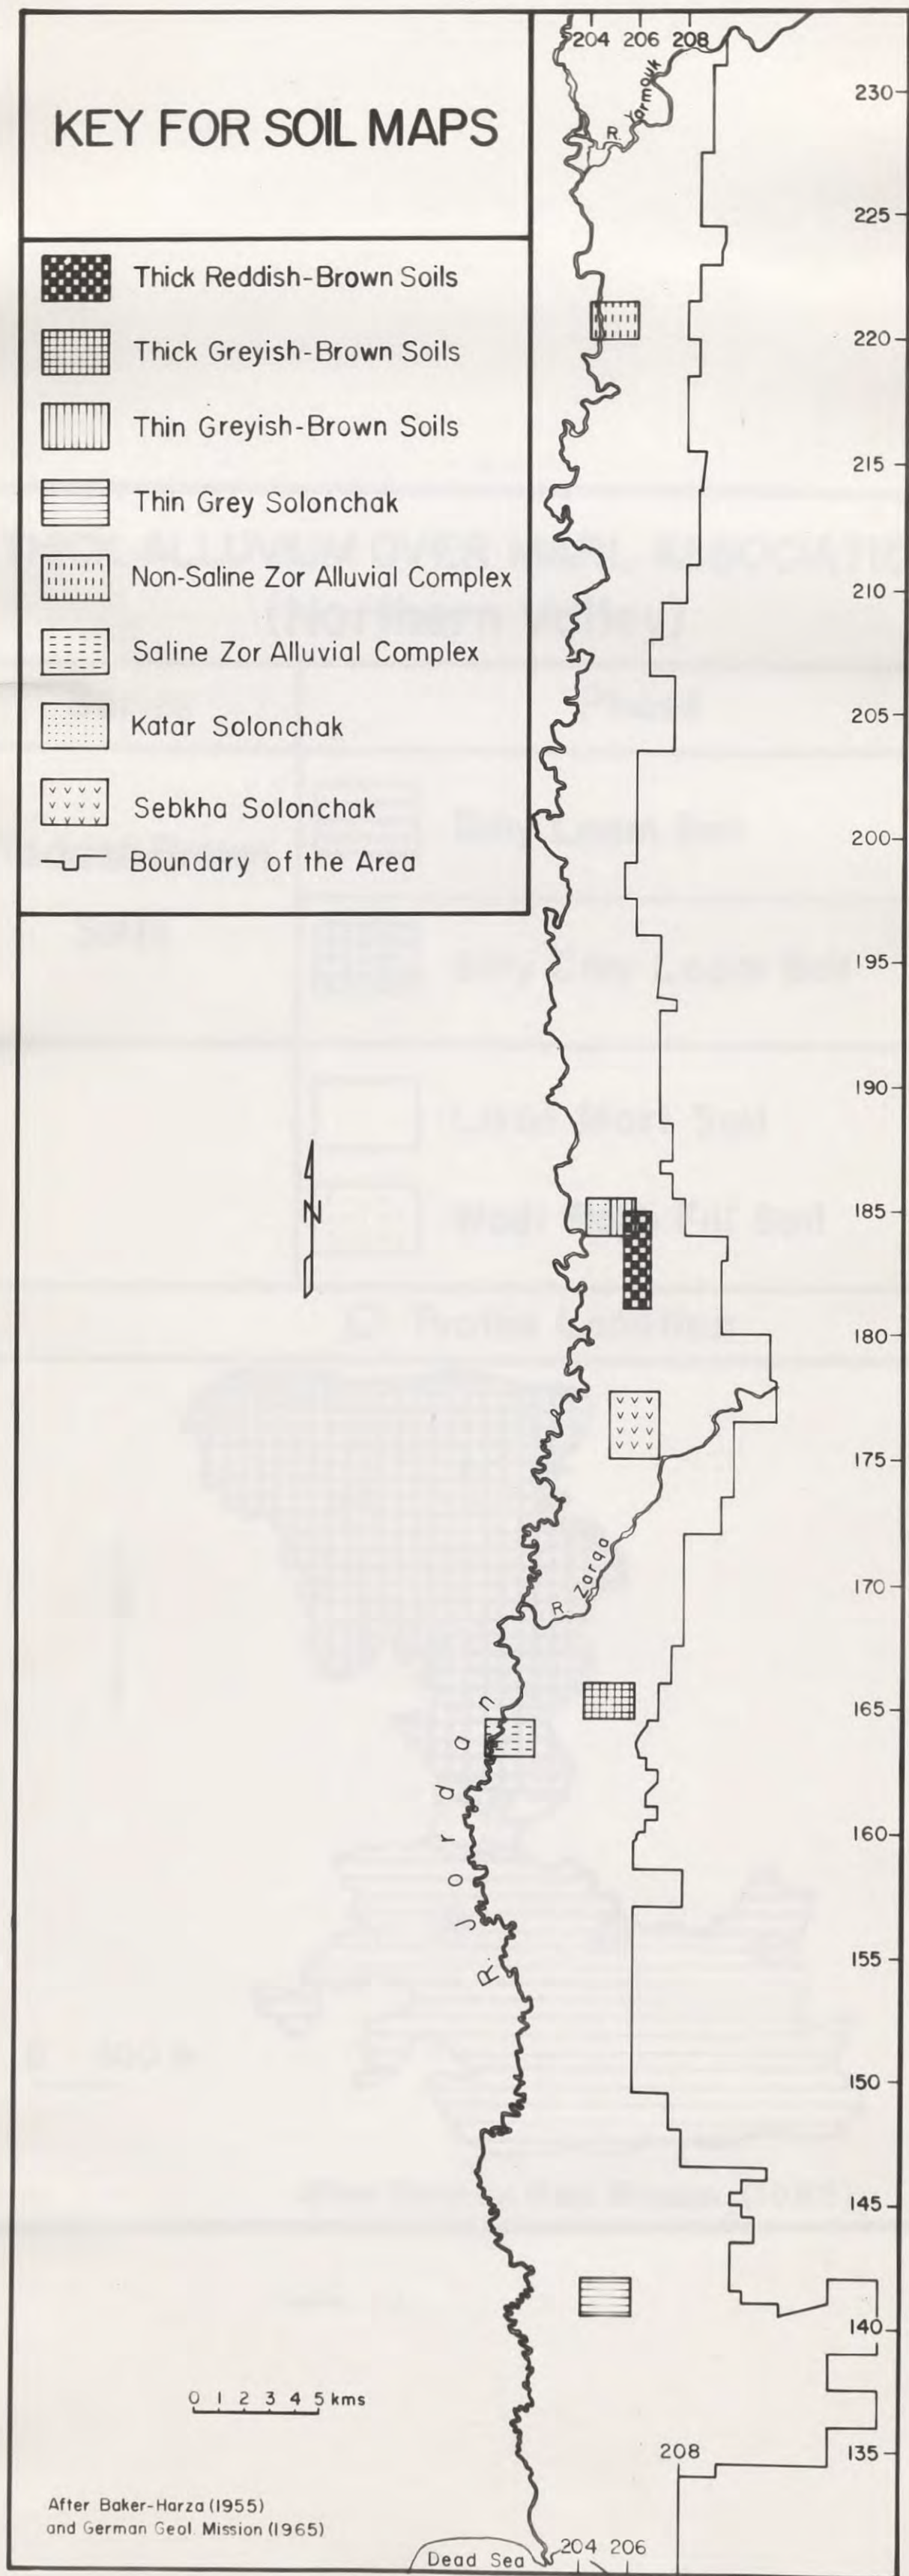 KEY FOR SOIL MAPS
Thick Reddish-Brown Soils
Thick Greyish-Brown Soils
Thin Greyish-Brown Soils
Thin Grey Solonchak
Non-Saline Zor Alluvial Complex
Saline Zor Alluvial Complex
Katar Solonchak
Sebkha Solonchak
Boundary of the Area
204 206 208
R. Yarmouk
230
225
220
215
210
205
200
195
190
185
180
175
170
165
160
155
150
145
140
135
N
R. Zarqa
R. Jordan
0 1 2 3 4 5 kms
208
After Baker-Harza (1955)
and German Geol. Mission (1965)
Dead Sea
204 206